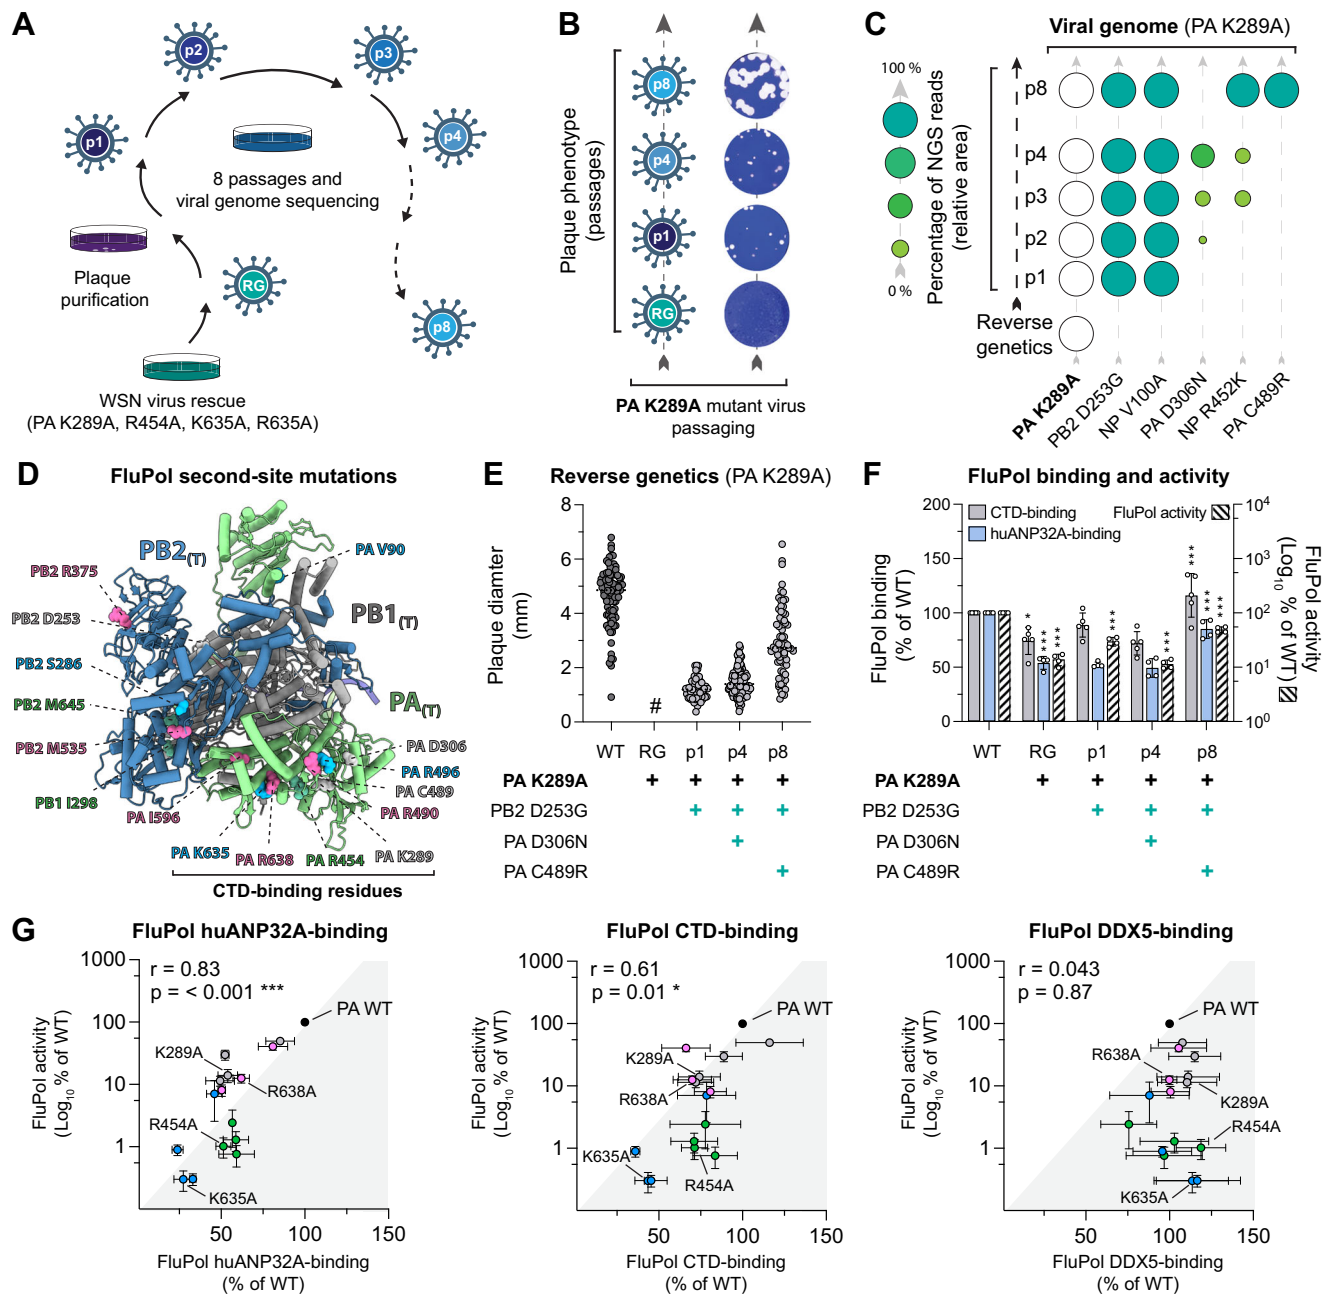 A
p1
p2
p3
p4
p8
RG
8 passages and
viral genome sequencing
Plaque
purification
WSN virus rescue
(PA K289A, R454A, K635A, R635A)
B
Plaque phenotype
(passages)
p8
p4
p1
RG
PA K289A mutant virus
passaging
C
Viral genome (PA K289A)
100 %
0 %
Percentage of NGS reads
(relative area)
p8
p4
p3
p2
p1
Reverse
genetics
PA K289A
PB2 D253G
NP V100A
PA D306N
NP R452K
PA C489R
D
FluPol second-site mutations
PB2(T)
PA V90
PB2 R375
PB1(T)
PB2 D253
PB2 S286
PB2 M645
PA(T)
PB2 M535
PA D306
PA R496
PA C489
PB1 I298
PA I596
PA R490
PA K635
PA R638
PA R454
PA K289
CTD-binding residues
E
Reverse genetics (PA K289A)
Plaque diameter
(mm)
8
6
4
2
0
#
WT RG p1 p4 p8
PA K289A + + + +
PB2 D253G + + +
PA D306N +
PA C489R +
F
FluPol binding and activity
FluPol binding
(% of WT)
200
150
100
50
0
CTD-binding
huANP32A-binding
FluPol activity
* *** *** *** *** *** *** ***
10⁴
10³
10²
10¹
10⁰
FluPol activity
(Log₁₀ % of WT)
WT RG p1 p4 p8
PA K289A + + + +
PB2 D253G + + +
PA D306N +
PA C489R +
G
FluPol huANP32A-binding
FluPol activity
(Log₁₀ % of WT)
1000
100
10
1
r = 0.83
p = < 0.001 ***
PA WT
K289A
R638A
R454A
K635A
50 100 150
FluPol huANP32A-binding
(% of WT)
FluPol CTD-binding
FluPol activity
(Log₁₀ % of WT)
1000
100
10
1
r = 0.61
p = 0.01 *
PA WT
K289A
R638A
K635A
R454A
50 100 150
FluPol CTD-binding
(% of WT)
FluPol DDX5-binding
FluPol activity
(Log₁₀ % of WT)
1000
100
10
1
r = 0.043
p = 0.87
PA WT
R638A
K289A
R454A
K635A
50 100 150
FluPol DDX5-binding
(% of WT)